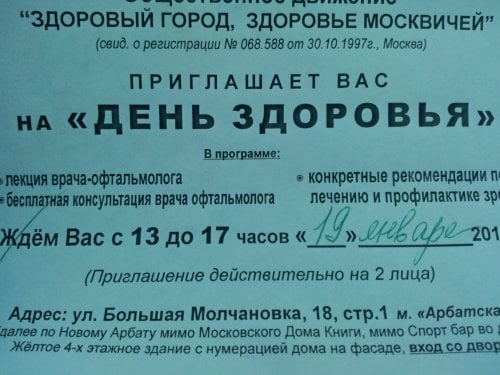 Общественное движение
“ЗДОРОВЫЙ ГОРОД, ЗДОРОВЬЕ МОСКВИЧЕЙ”
(свид. о регистрации № 068.588 от 30.10.1997г., Москва)
ПРИГЛАШАЕТ ВАС
НА «ДЕНЬ ЗДОРОВЬЯ»
В программе:
• лекция врача-офтальмолога
• бесплатная консультация врача офтальмолога
• конкретные рекомендации по
лечению и профилактике зре
Ждём Вас с 13 до 17 часов «19» января 201
(Приглашение действительно на 2 лица)
Адрес: ул. Большая Молчановка, 18, стр.1 м. «Арбатска
далее по Новому Арбату мимо Московского Дома Книги, мимо Спорт бар во д
Жёлтое 4-х этажное здание с нумерацией дома на фасаде, вход со двор